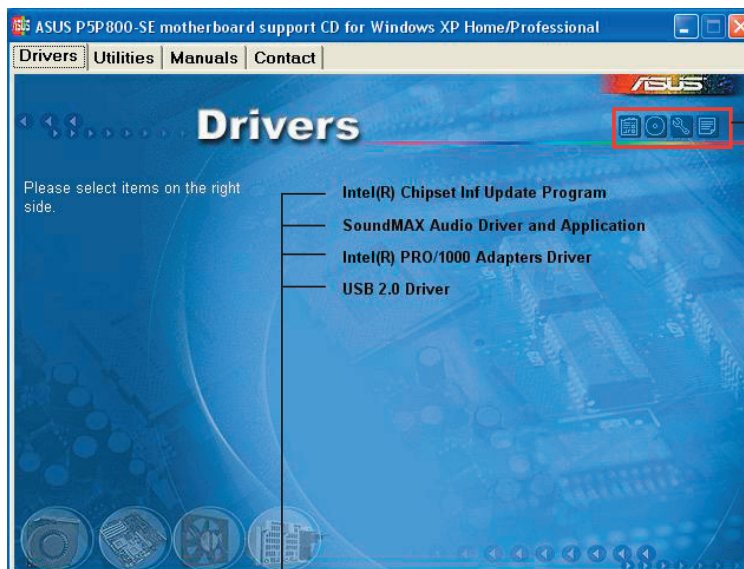 ASUS P5P800-SE motherboard support CD for Windows XP Home/Professional
Drivers Utilities Manuals Contact
ASUS
Drivers
Please select items on the right
side.
Intel(R) Chipset Inf Update Program
SoundMAX Audio Driver and Application
Intel(R) PRO/1000 Adapters Driver
USB 2.0 Driver